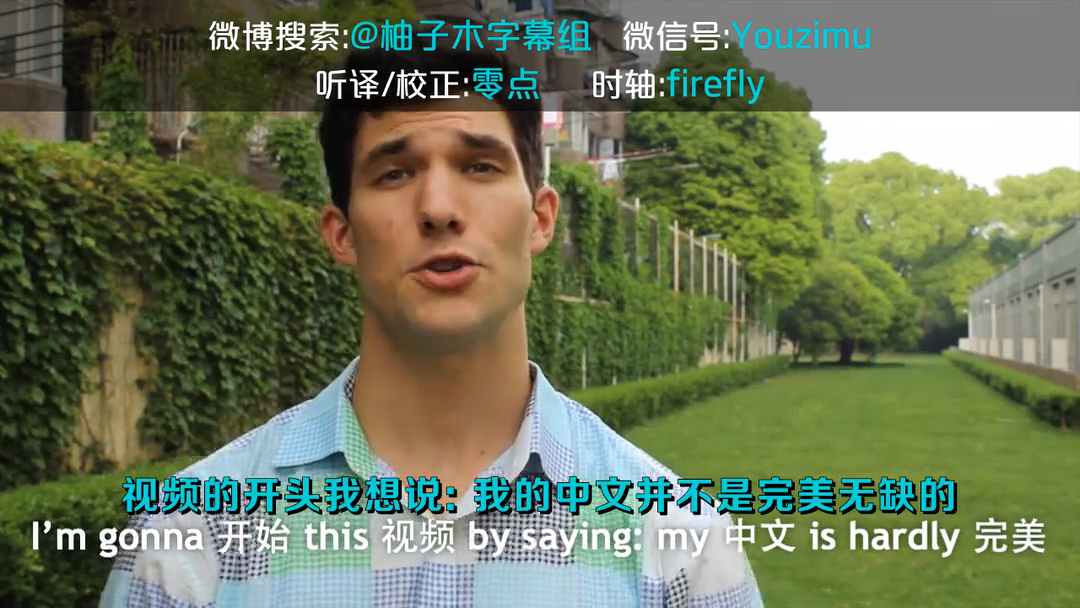 微博搜索:@柚子木字幕组 微信号:Youzimu
听译/校正:零点 时轴:firefly
视频的开头我想说: 我的中文并不是完美无缺的
I'm gonna 开始 this 视频 by saying: my 中文 is hardly 完美